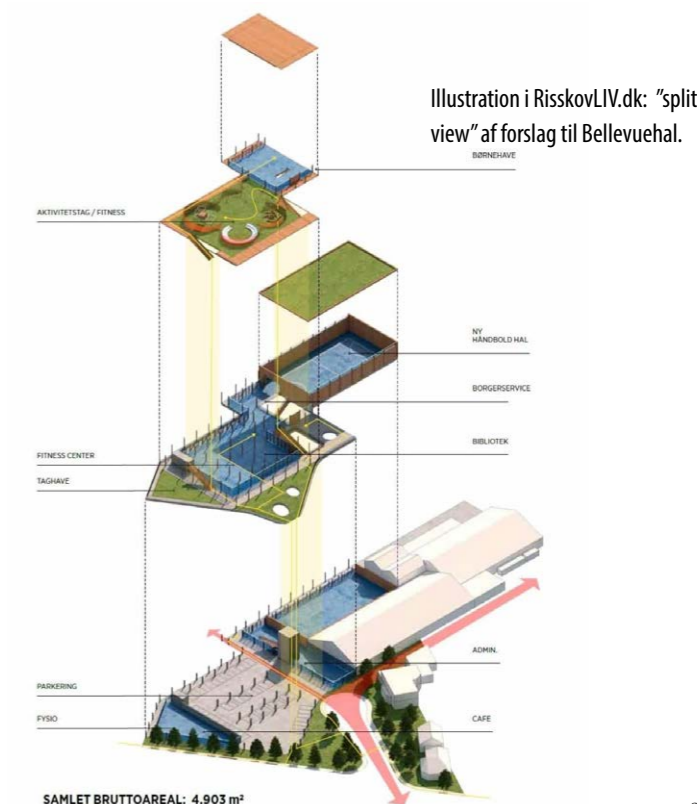 Illustration i RisskovLIV.dk: ”split
view” af forslag til Bellevuehal.
BØRNEHAVE
AKTIVITETSTAG / FITNESS
NY
HÅNDBOLD HAL
BORGERSERVICE
BIBLIOTEK
FITNESS CENTER
TAGHAVE
ADMIN.
PARKERING
FYSIO
CAFE
SAMLET BRUTTOAREAL: 4.903 m²